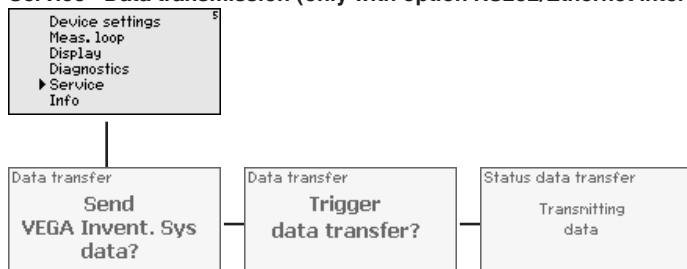 Service - Data transmission (only with option RS232/Ethernet inter
Device settings 5
Meas. loop
Display
Diagnostics
Service
Info
Data transfer
Send
VEGA Invent. Sys
data?
Data transfer
Trigger
data transfer?
Status data transfer
Transmitting
data